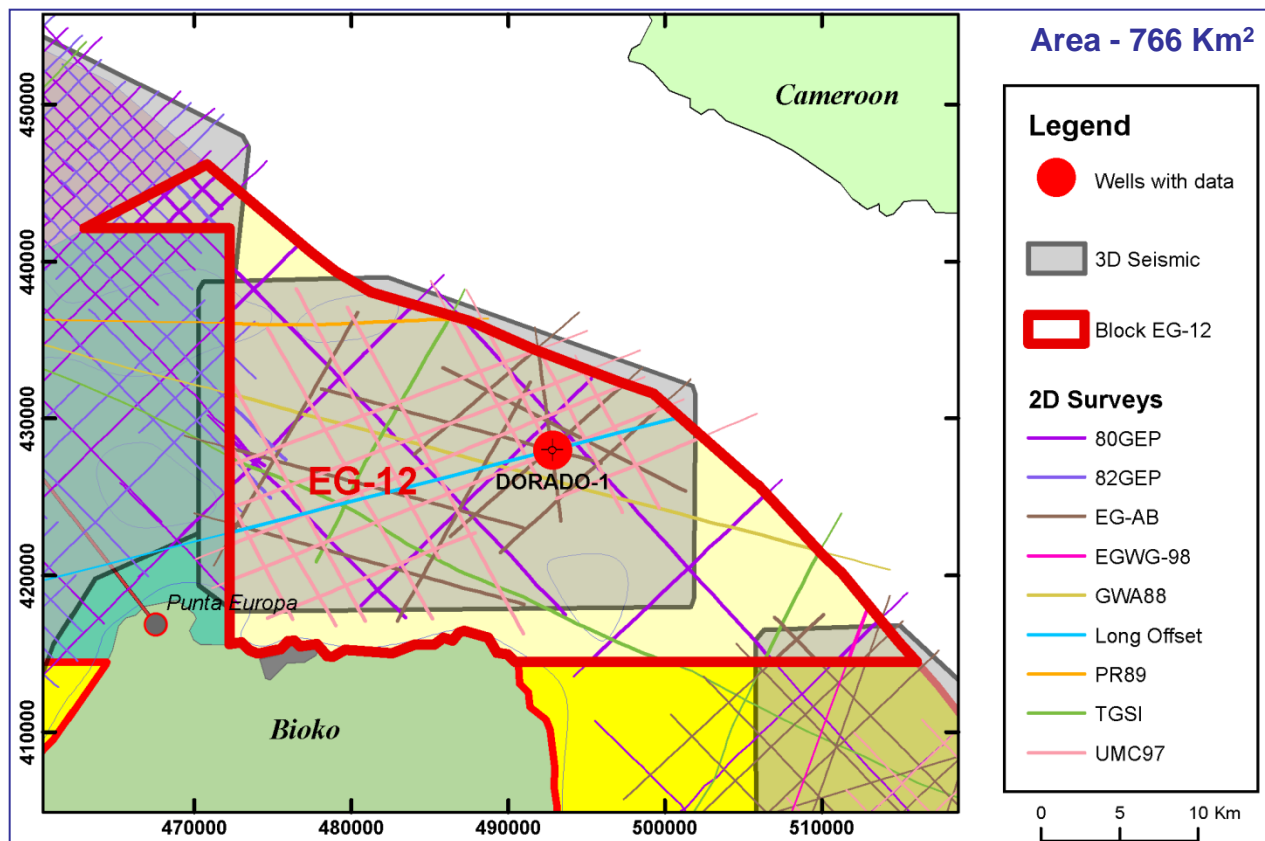 Area - 766 Km²
Cameroon
450000
440000
430000
420000
410000
EG-12
DORADO-1
Punta Europa
Bioko
470000
480000
490000
500000
510000
Legend
Wells with data
3D Seismic
Block EG-12
2D Surveys
80GEP
82GEP
EG-AB
EGWG-98
GWA88
Long Offset
PR89
TGSI
UMC97
0 5 10 Km